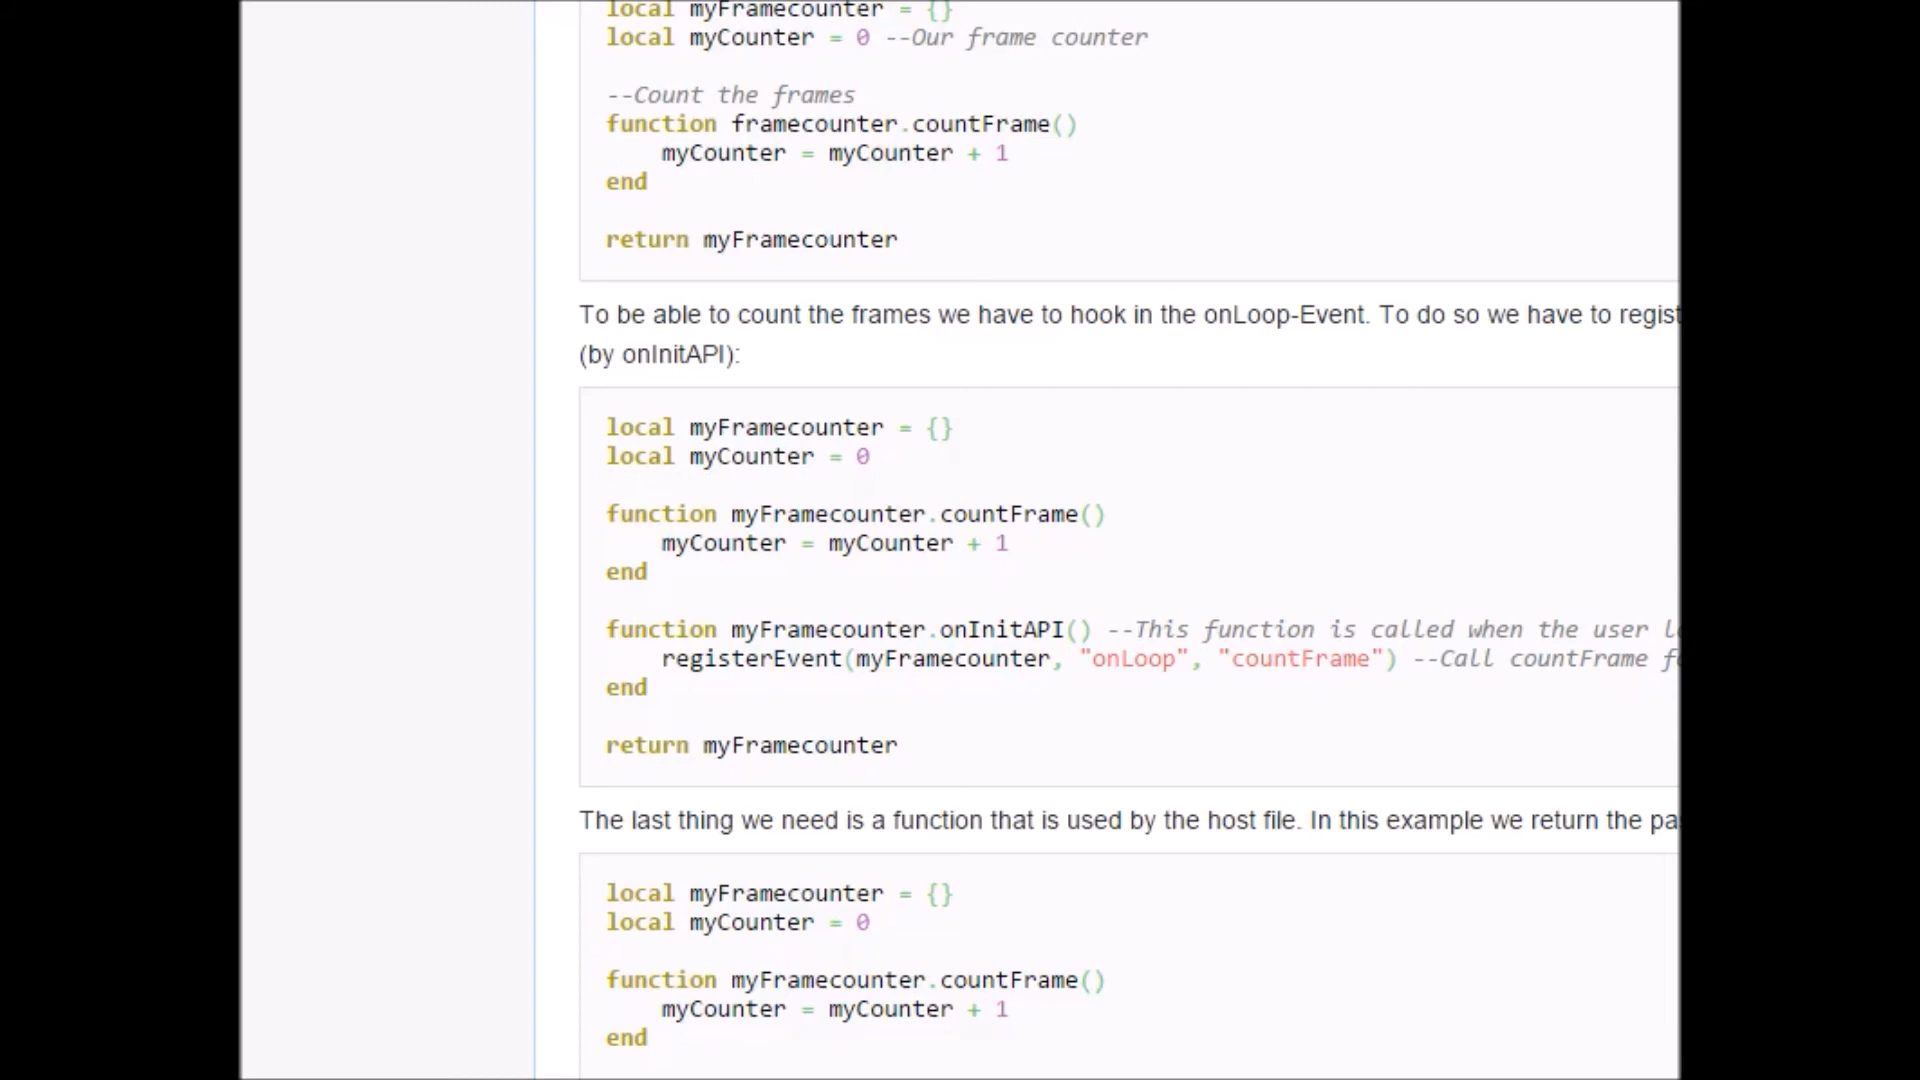 local myFramecounter = {}
local myCounter = 0 --Our frame counter
--Count the frames
function framecounter.countFrame()
    myCounter = myCounter + 1
end
return myFramecounter
To be able to count the frames we have to hook in the onLoop-Event. To do so we have to regist
(by onInitAPI):
local myFramecounter = {}
local myCounter = 0
function myFramecounter.countFrame()
    myCounter = myCounter + 1
end
function myFramecounter.onInitAPI() --This function is called when the user l
    registerEvent(myFramecounter, "onLoop", "countFrame") --Call countFrame f
end
return myFramecounter
The last thing we need is a function that is used by the host file. In this example we return the pa
local myFramecounter = {}
local myCounter = 0
function myFramecounter.countFrame()
    myCounter = myCounter + 1
end